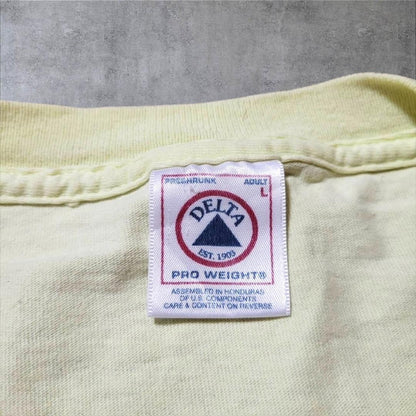 PRESHRUNK ADULT
L
DELTA
EST. 1903
PRO WEIGHT®
ASSEMBLED IN HONDURAS
OF U.S. COMPONENTS
CARE & CONTENT ON REVERSE